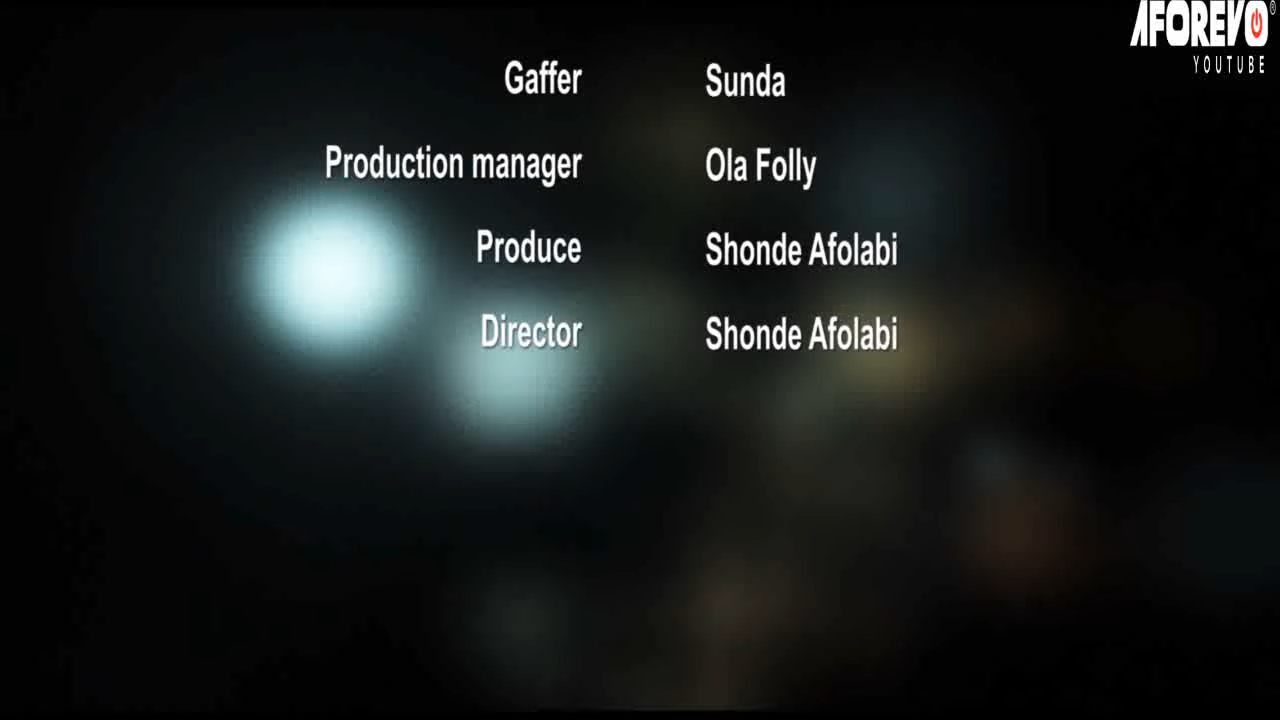 AFOREVO
YOUTUBE
Gaffer Sunda
Production manager Ola Folly
Produce Shonde Afolabi
Director Shonde Afolabi